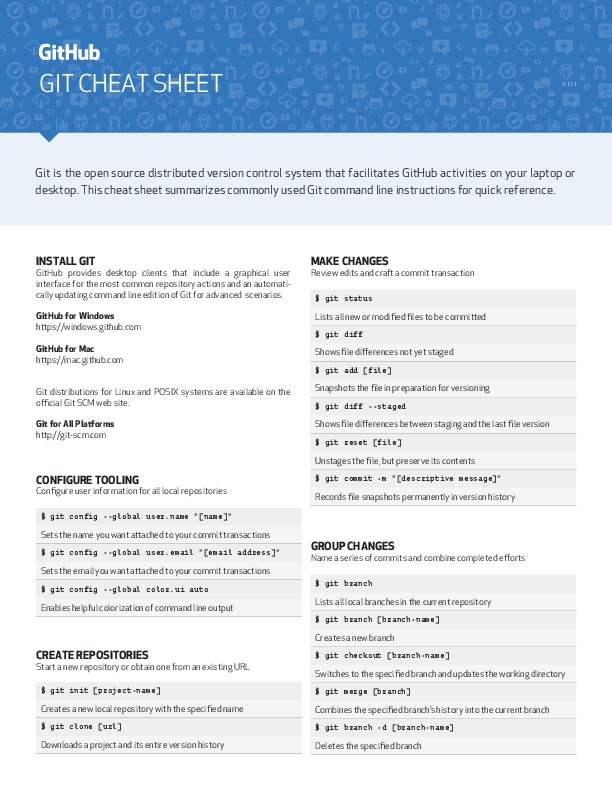 GitHub
GIT CHEAT SHEET
V 1.1.1
Git is the open source distributed version control system that facilitates GitHub activities on your laptop or
desktop. This cheat sheet summarizes commonly used Git command line instructions for quick reference.
INSTALL GIT
GitHub provides desktop clients that include a graphical user
interface for the most common repository actions and an automati-
cally updating command line edition of Git for advanced scenarios.
GitHub for Windows
https://windows.github.com
GitHub for Mac
https://mac.github.com
Git distributions for Linux and POSIX systems are available on the
official Git SCM web site.
Git for All Platforms
http://git-scm.com
CONFIGURE TOOLING
Configure user information for all local repositories
$ git config --global user.name "[name]"
Sets the name you want attached to your commit transactions
$ git config --global user.email "[email address]"
Sets the email you want attached to your commit transactions
$ git config --global color.ui auto
Enables helpful colorization of command line output
CREATE REPOSITORIES
Start a new repository or obtain one from an existing URL
$ git init [project-name]
Creates a new local repository with the specified name
$ git clone [url]
Downloads a project and its entire version history
MAKE CHANGES
Review edits and craft a commit transaction
$ git status
Lists all new or modified files to be committed
$ git diff
Shows file differences not yet staged
$ git add [file]
Snapshots the file in preparation for versioning
$ git diff --staged
Shows file differences between staging and the last file version
$ git reset [file]
Unstages the file, but preserve its contents
$ git commit -m "[descriptive message]"
Records file snapshots permanently in version history
GROUP CHANGES
Name a series of commits and combine completed efforts
$ git branch
Lists all local branches in the current repository
$ git branch [branch-name]
Creates a new branch
$ git checkout [branch-name]
Switches to the specified branch and updates the working directory
$ git merge [branch]
Combines the specified branch's history into the current branch
$ git branch -d [branch-name]
Deletes the specified branch